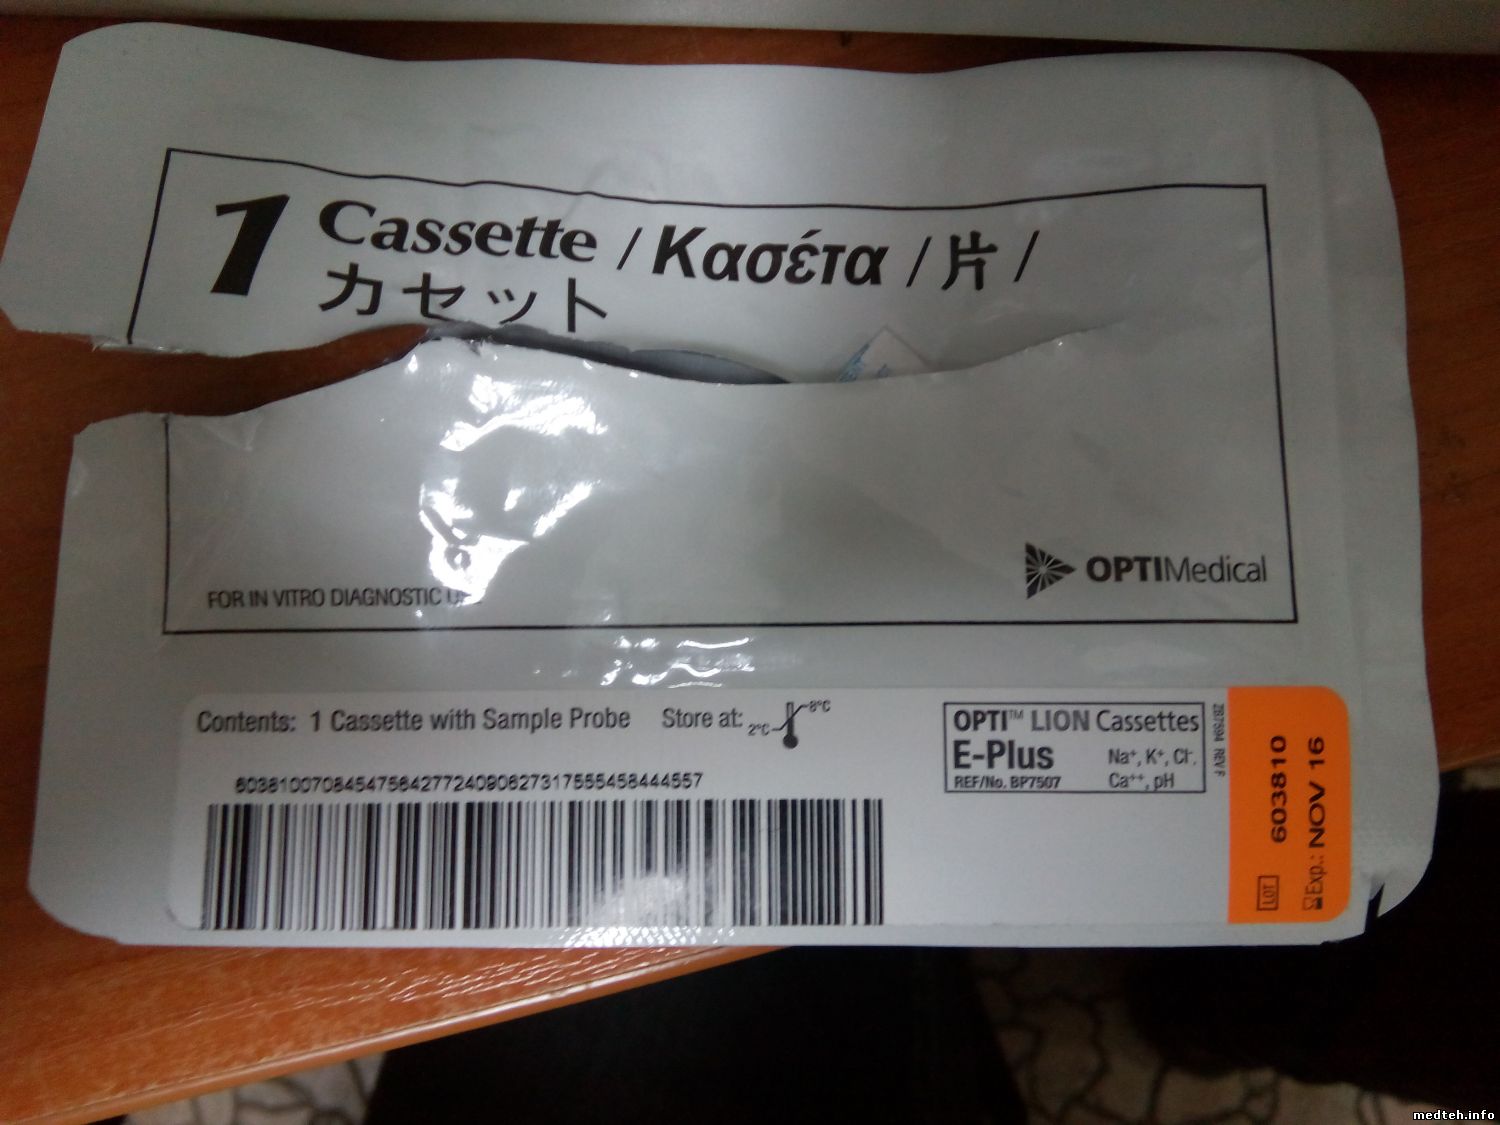 1 Cassette / Κασέτα / 片 /
カセット
FOR IN VITRO DIAGNOSTIC
OPTIMedical
Contents: 1 Cassette with Sample Probe Store at: 2°C 8°C
OPTI™ LION Cassettes
E-Plus Na⁺, K⁺, Cl⁻,
REF/No. BP7507 Ca⁺⁺, pH
ZB7594 REV F
LOT 603810
Exp.: NOV 16
medteh.info